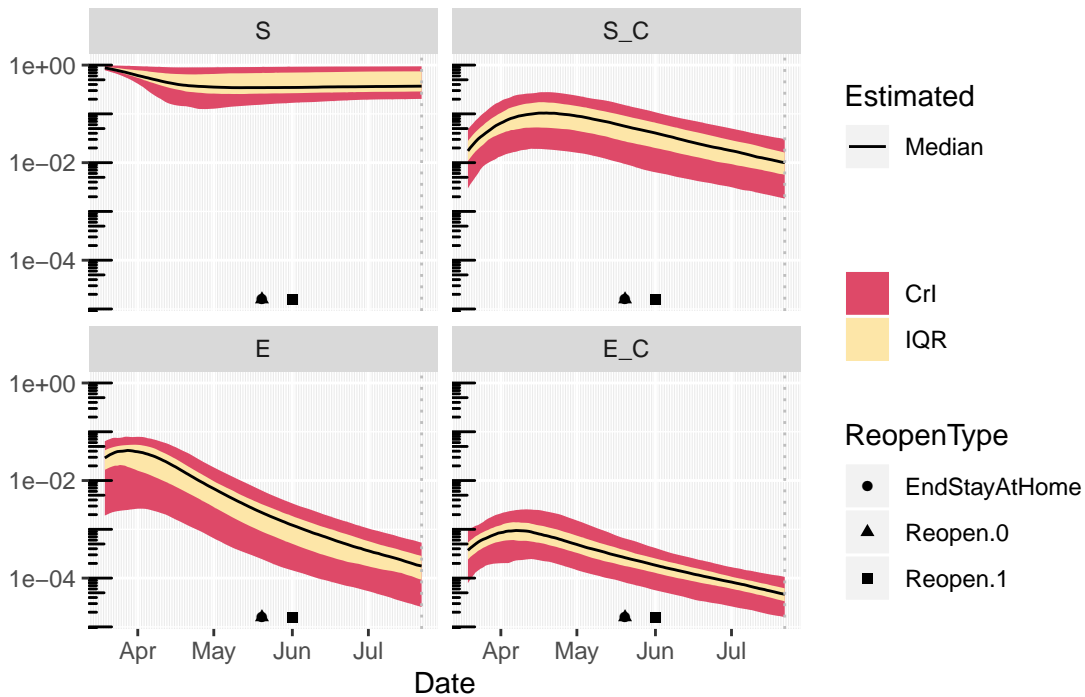 S
S_C
1e+00
1e−02
1e−04
E
E_C
1e+00
1e−02
1e−04
Apr
May
Jun
Jul
Apr
May
Jun
Jul
Date
Estimated
Median
CrI
IQR
ReopenType
EndStayAtHome
Reopen.0
Reopen.1